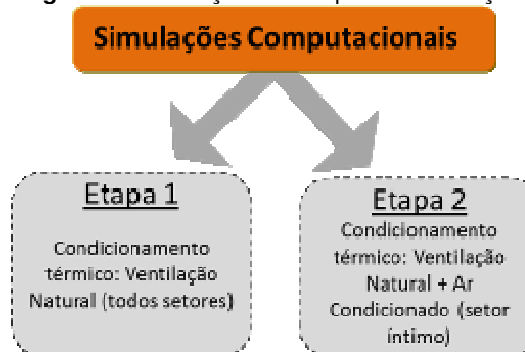 Simulações Computacionais
Etapa 1
Condicionamento
térmico: Ventilação
Natural (todos setores)
Etapa 2
Condicionamento
térmico: Ventilação
Natural + Ar
Condicionado (setor
íntimo)